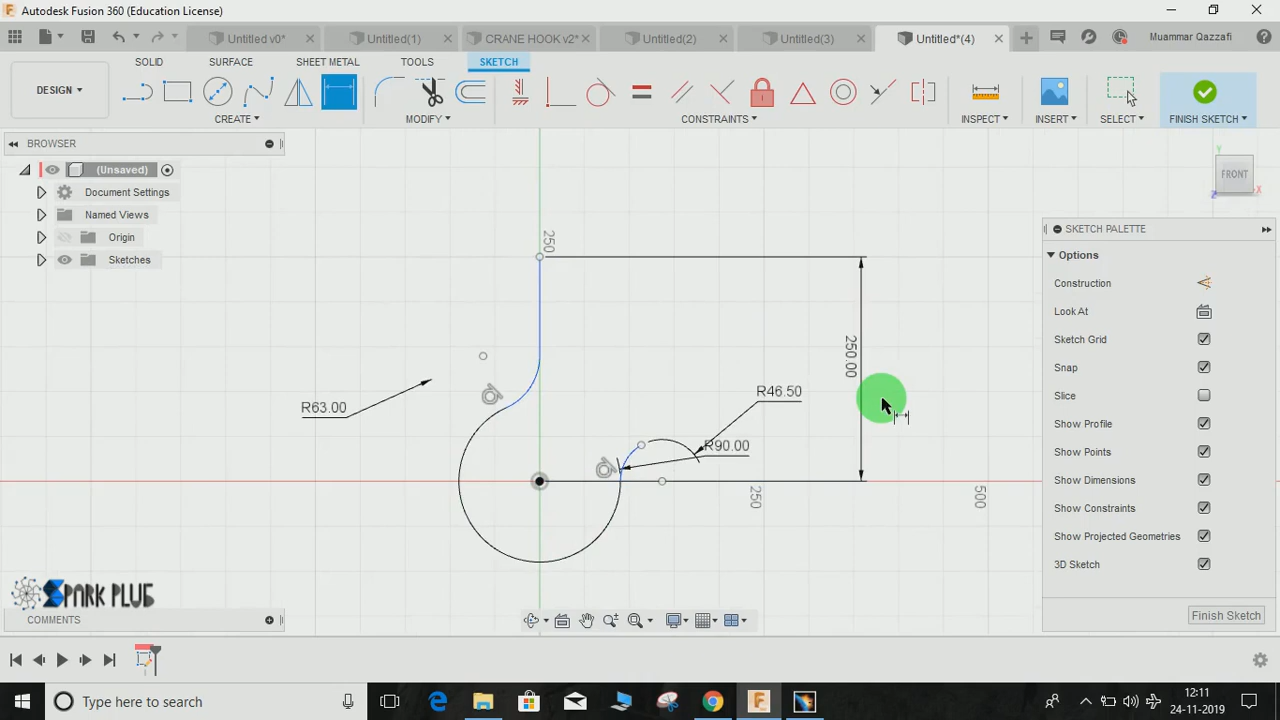 Autodesk Fusion 360 (Education License)
Untitled v0*
Untitled(1)
CRANE HOOK v2*
Untitled(2)
Untitled(3)
Untitled*(4)
Muammar Qazzafi
DESIGN
SOLID
SURFACE
SHEET METAL
SKETCH
TOOLS
CREATE
MODIFY
CONSTRAINTS
INSPECT
INSERT
SELECT
FINISH SKETCH
BROWSER
(Unsaved)
Document Settings
Named Views
Origin
Sketches
Y
FRONT
Z
X
SKETCH PALETTE
Options
Construction
Look At
Sketch Grid
Snap
Slice
Show Profile
Show Points
Show Dimensions
Show Constraints
Show Projected Geometries
3D Sketch
Finish Sketch
250
250.00
R46.50
R63.00
R90.00
250
500
SPARK PLUG
COMMENTS
Type here to search
12:11
24-11-2019